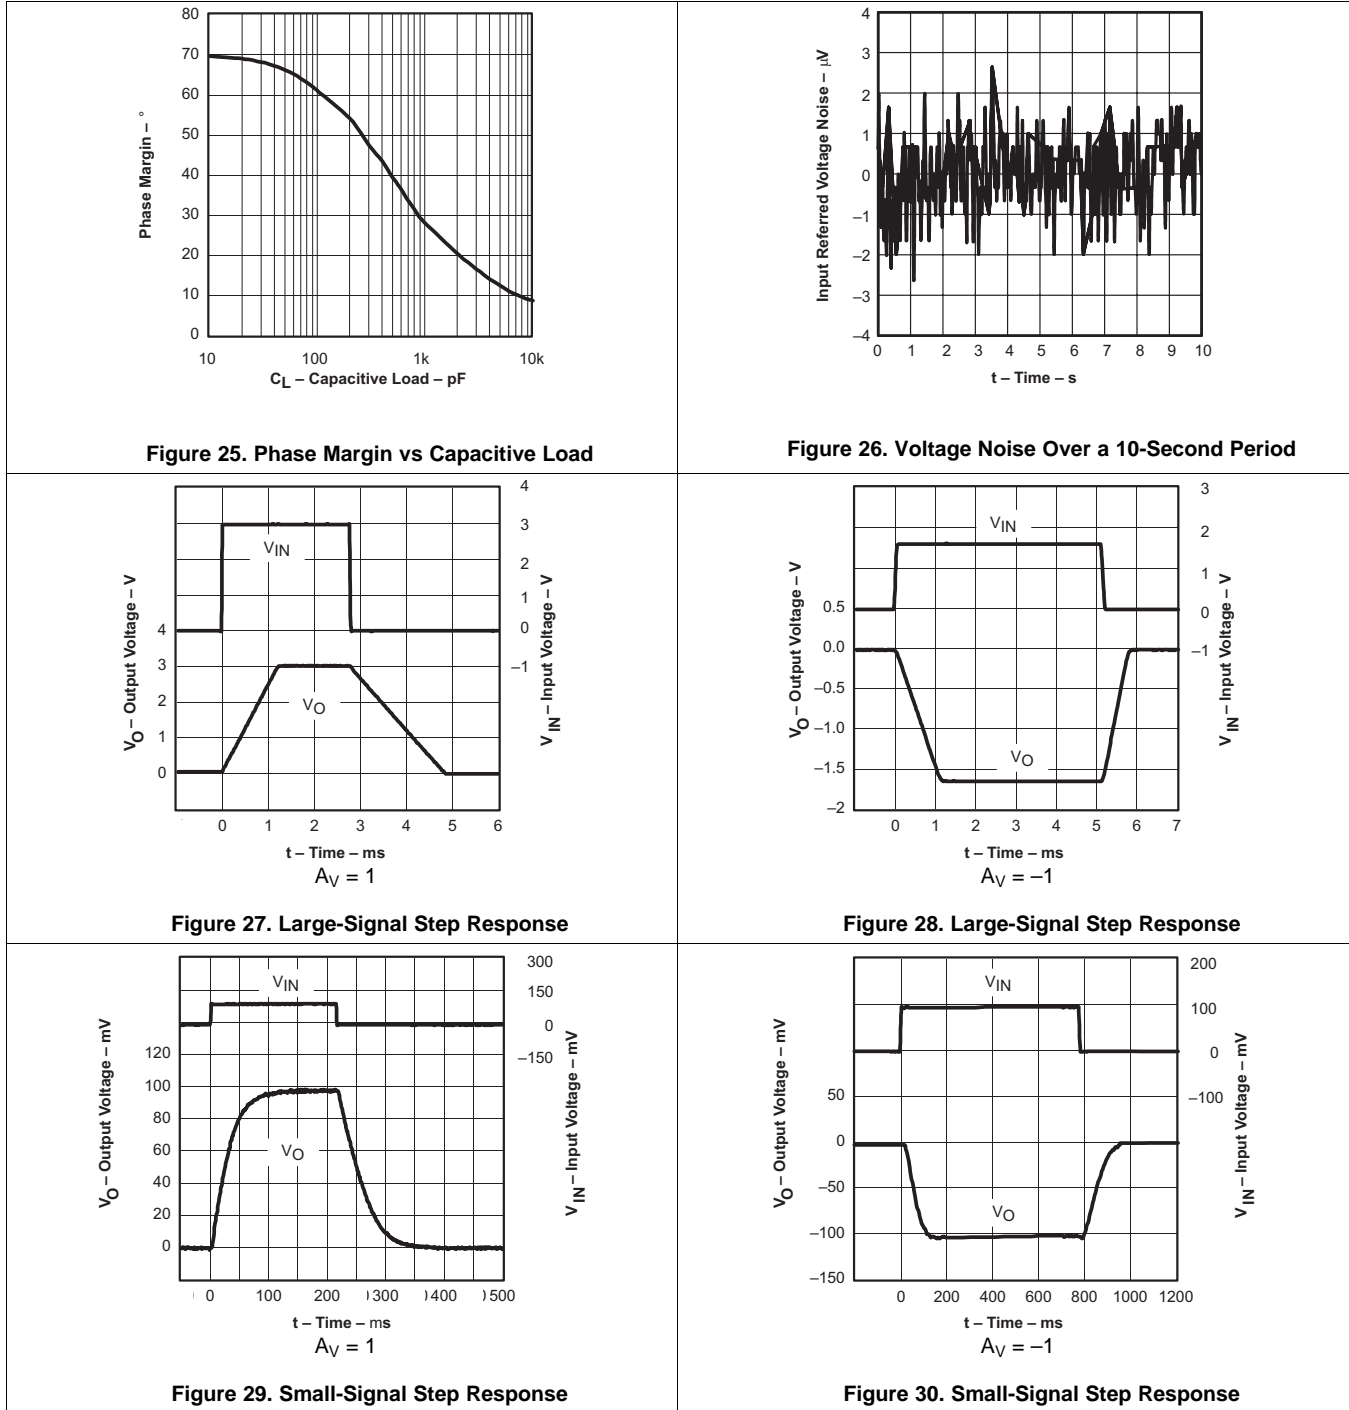 80
70
60
50
40
30
20
10
0
Phase Margin – °
10 100 1k 10k
CL – Capacitive Load – pF
Figure 25. Phase Margin vs Capacitive Load
4
3
2
1
0
–1
–2
–3
–4
Input Referred Voltage Noise – µV
0 1 2 3 4 5 6 7 8 9 10
t – Time – s
Figure 26. Voltage Noise Over a 10-Second Period
4
3
2
1
0
–1
VIN – Input Voltage – V
VIN
4
3
2
1
0
VO – Output Voltage – V
VO
0 1 2 3 4 5 6
t – Time – ms
AV = 1
Figure 27. Large-Signal Step Response
3
2
1
0
–1
VIN – Input Voltage – V
VIN
0.5
0.0
–0.5
–1.0
–1.5
–2
VO – Output Voltage – V
VO
0 1 2 3 4 5 6 7
t – Time – ms
AV = –1
Figure 28. Large-Signal Step Response
300
150
0
–150
VIN – Input Voltage – mV
VIN
120
100
80
60
40
20
0
VO – Output Voltage – mV
VO
0 100 200 300 400 500
t – Time – ms
AV = 1
Figure 29. Small-Signal Step Response
200
100
0
–100
VIN – Input Voltage – mV
VIN
50
0
–50
–100
–150
VO – Output Voltage – mV
VO
0 200 400 600 800 1000 1200
t – Time – ms
AV = –1
Figure 30. Small-Signal Step Response